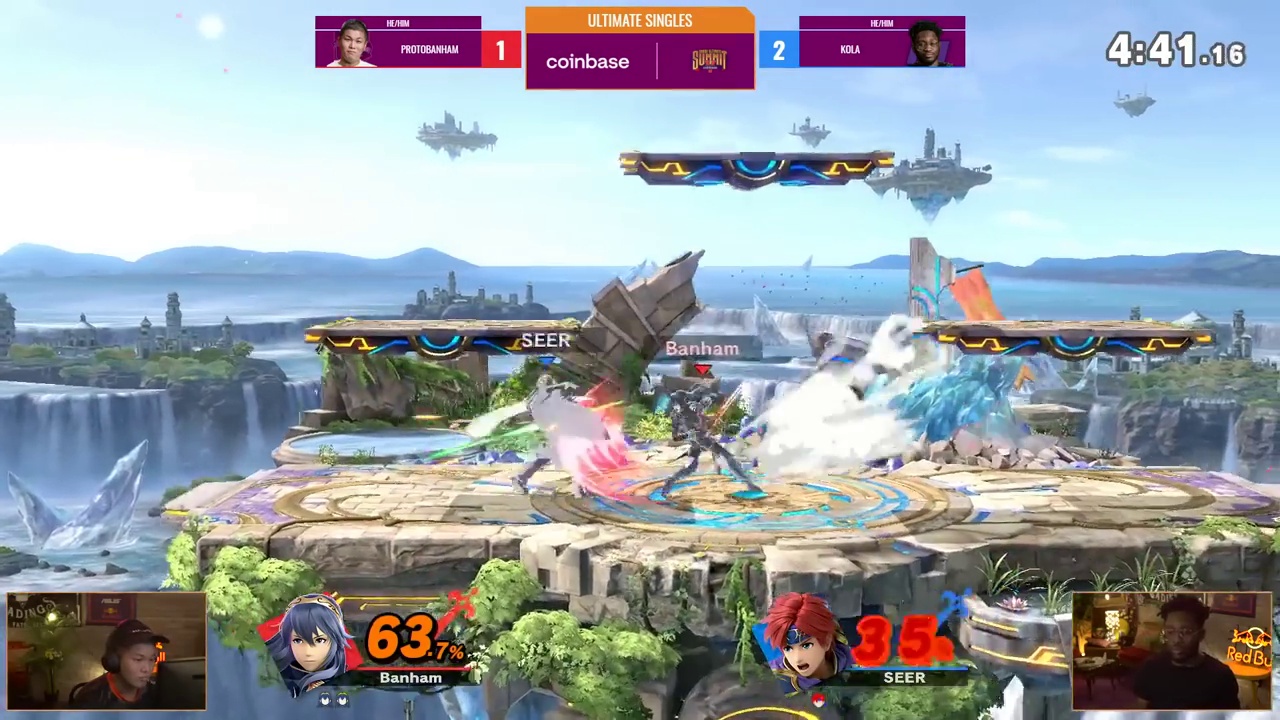 HE/HIM
PROTOBANHAM
1
ULTIMATE SINGLES
coinbase
SUMMIT
2
HE/HIM
KOLA
4:41.16
SEER
Banham
63.7%
Banham
35.
SEER
Red Bu